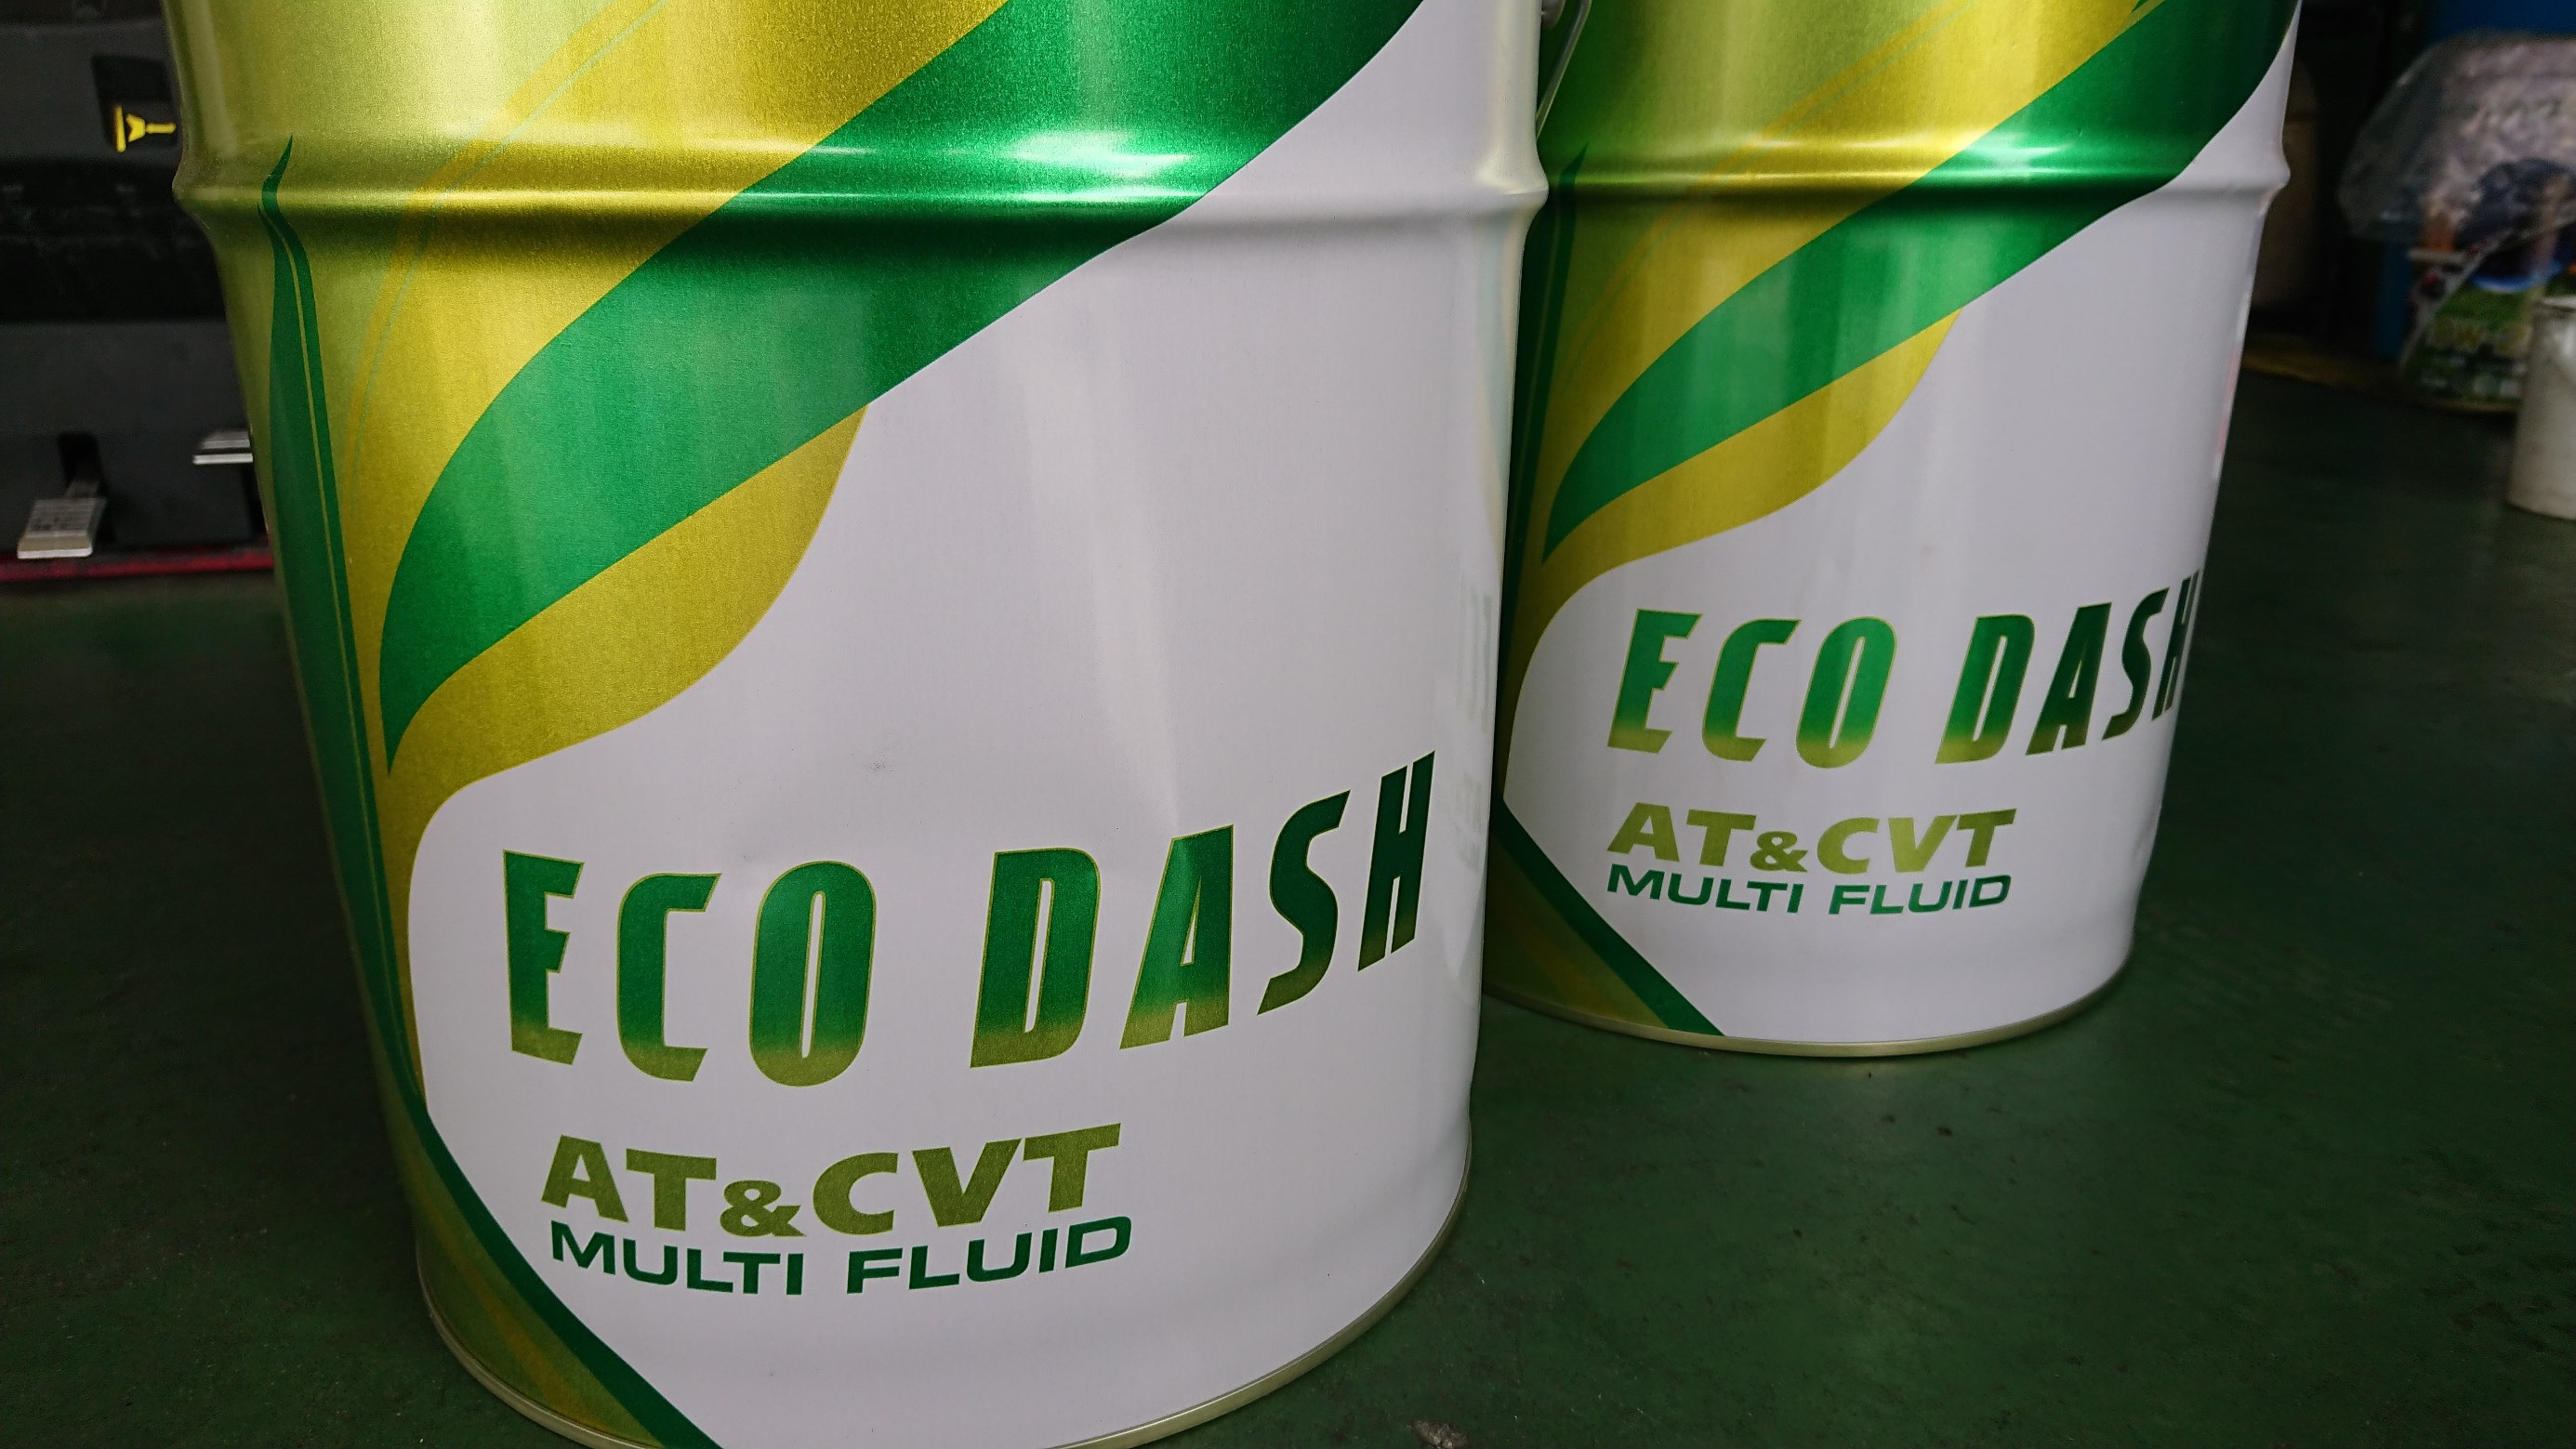 ECO DASH
AT&CVT
MULTI FLUID
ECO DASH
AT&CVT
MULTI FLUID